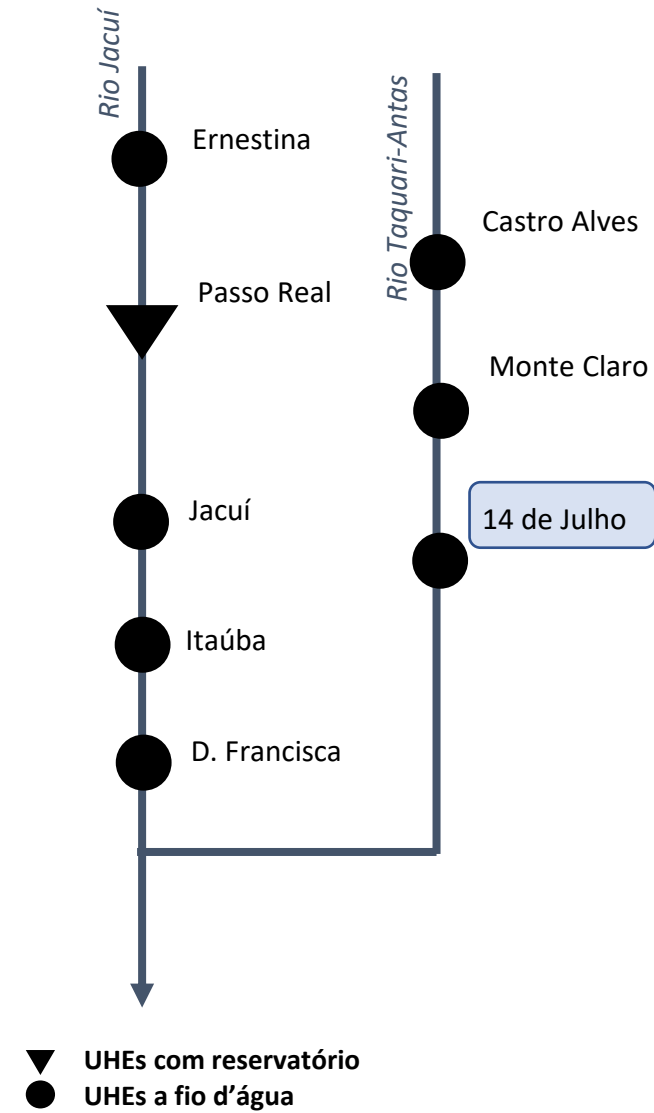 Rio Jacuí
Ernestina
Passo Real
Jacuí
Itaúba
D. Francisca
Rio Taquari-Antas
Castro Alves
Monte Claro
14 de Julho
UHEs com reservatório
UHEs a fio d’água